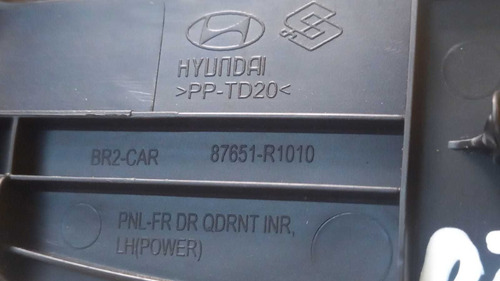 HYUNDAI
>PP-TD20<
BR2-CAR 87651-R1010
PNL-FR DR QDRNT INR,
LH(POWER)